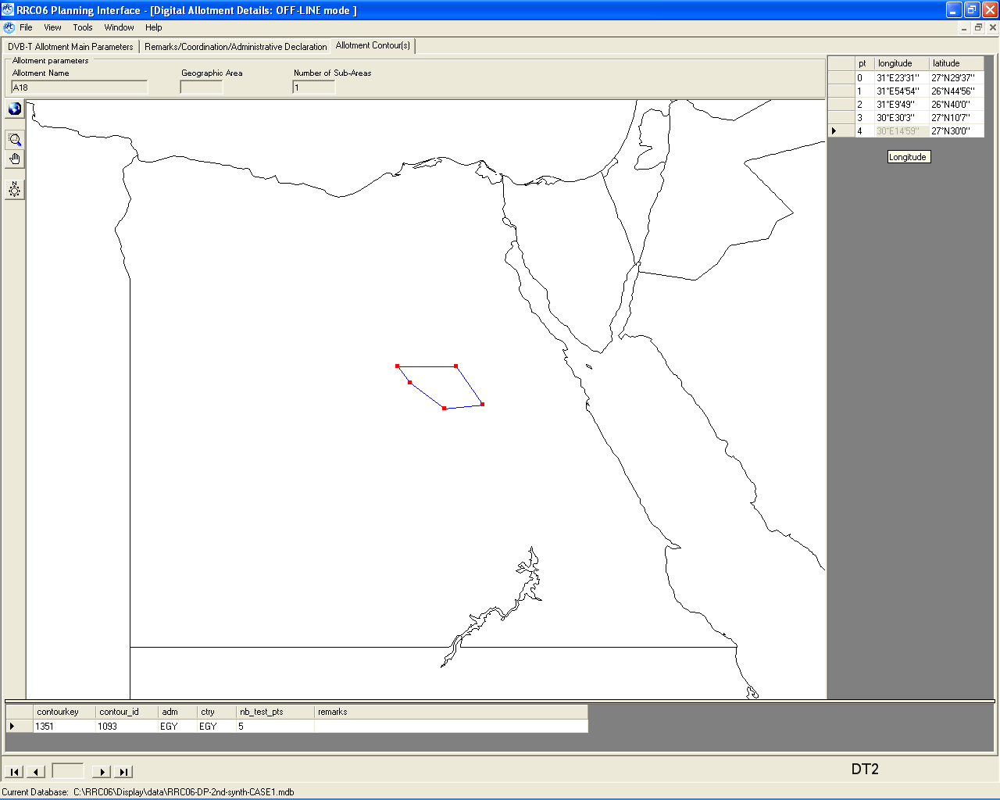 RRC06 Planning Interface - [Digital Allotment Details: OFF-LINE mode ]
File View Tools Window Help
DVB-T Allotment Main Parameters Remarks/Coordination/Administrative Declaration Allotment Contour(s)
Allotment parameters
Allotment Name Geographic Area Number of Sub-Areas
A18 1
pt longitude latitude
0 31°E23'31" 27°N29'37"
1 31°E54'54" 26°N44'56"
2 31°E9'49" 26°N40'0"
3 30°E30'3" 27°N10'7"
4 30°E14'59" 27°N30'0"
Longitude
N
contourkey contour_id adm ctry nb_test_pts remarks
1351 1093 EGY EGY 5
DT2
Current Database: C:\RRC06\Display\data\RRC06-DP-2nd-synth-CASE1.mdb